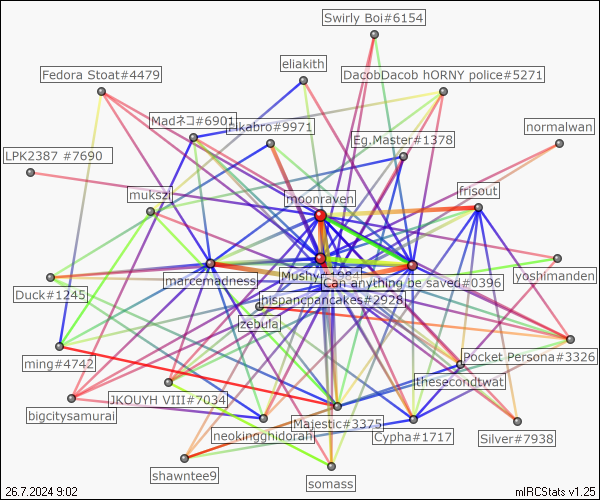 Swirly Boi#6154
eliakith
Fedora Stoat#4479
DacobDacob hORNY police#5271
Madネコ#6901
Alkabro#9971
normalwan
Eg.Master#1378
LPK2387 #7690
mukszi
moonraven
frisout
marcemadness
Mushy#1984
Can anything be saved#0396
yoshimanden
Duck#1245
hispancpancakes#2928
zebula
ming#4742
Pocket Persona#3326
thesecondtwat
JKOUYH VIII#7034
bigcitysamurai
neokingghidorah
Majestic#3375
Cypha#1717
Silver#7938
shawntee9
somass
26.7.2024 9:02
mIRCStats v1.25